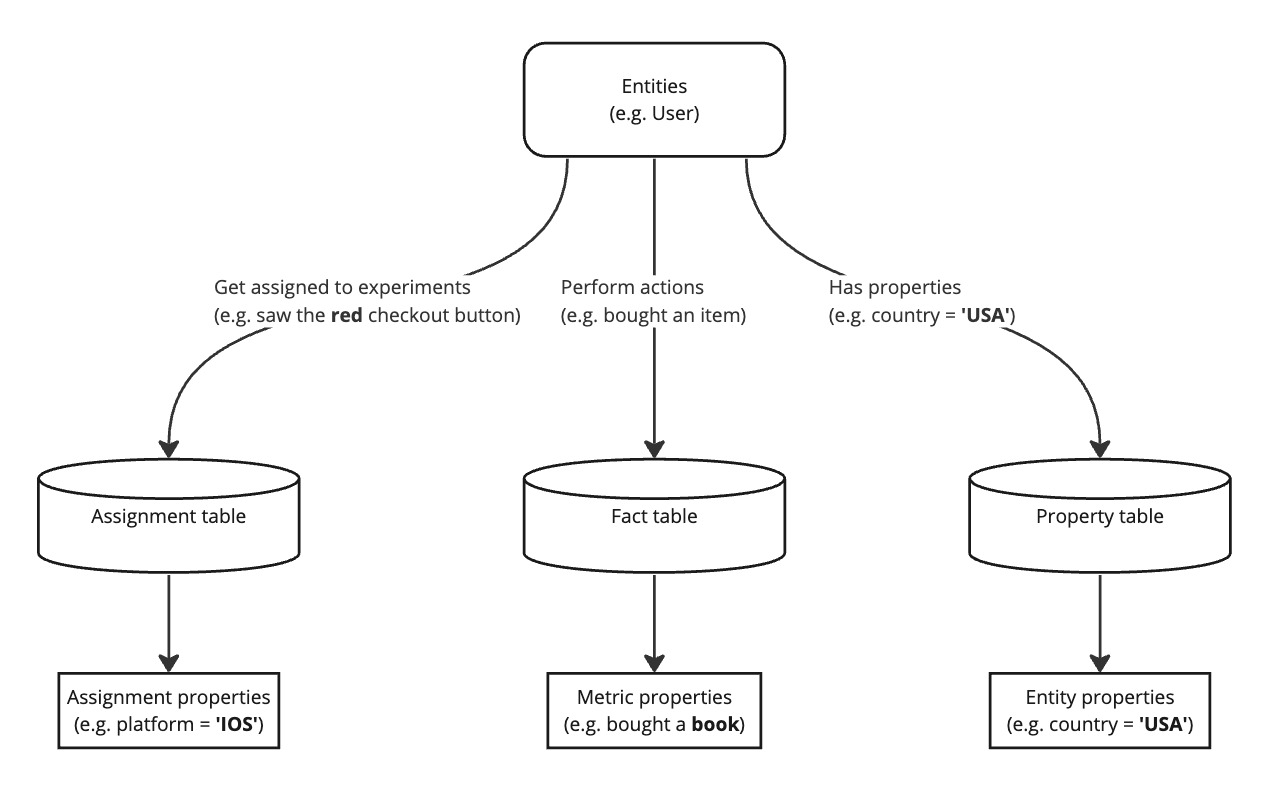 Entities
(e.g. User)
Get assigned to experiments
(e.g. saw the red checkout button)
Perform actions
(e.g. bought an item)
Has properties
(e.g. country = 'USA')
Assignment table
Fact table
Property table
Assignment properties
(e.g. platform = 'IOS')
Metric properties
(e.g. bought a book)
Entity properties
(e.g. country = 'USA')